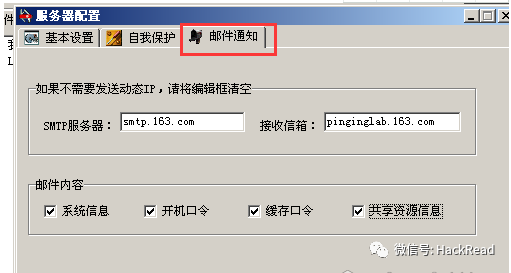 服务器配置
基本设置 自我保护 邮件通知
如果不需要发送动态IP，请将编辑框清空
SMTP服务器： smtp.163.com 接收信箱： pinginglab.163.com
邮件内容
系统信息 开机口令 缓存口令 共享资源信息
微信号: HackRead